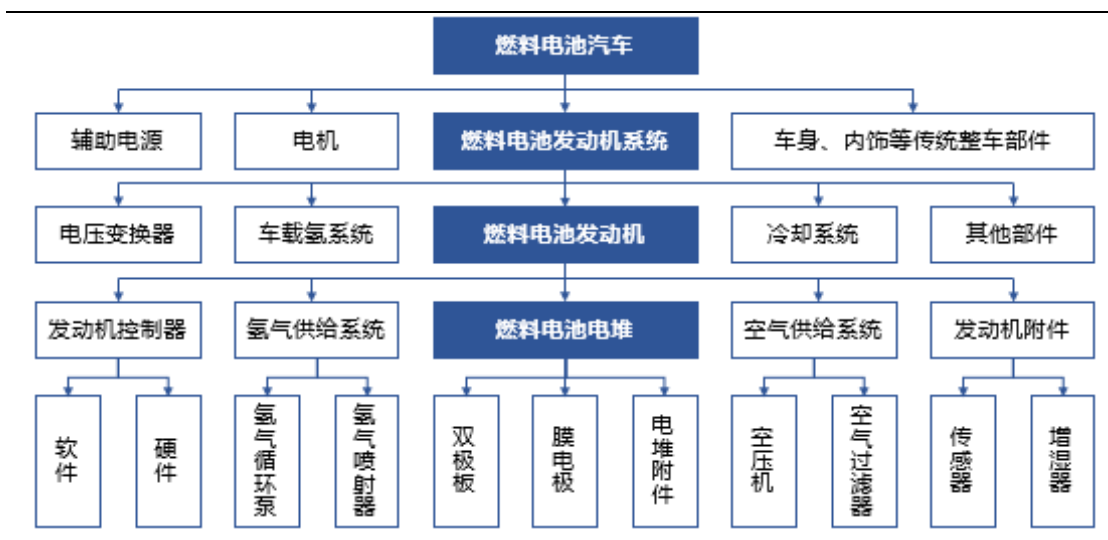 燃料电池汽车
辅助电源
电机
燃料电池发动机系统
车身、内饰等传统整车部件
电压变换器
车载氢系统
燃料电池发动机
冷却系统
其他部件
发动机控制器
氢气供给系统
燃料电池电堆
空气供给系统
发动机附件
软件
硬件
氢气循环泵
氢气喷射器
双极板
膜电极
电堆附件
空压机
空气过滤器
传感器
增湿器